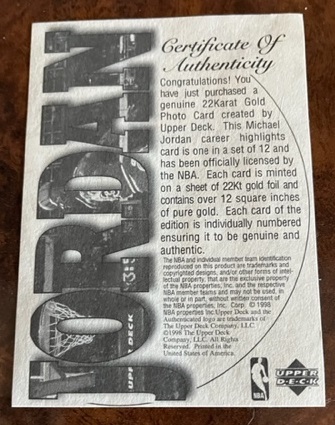 JORDAN
Certificate Of
Authenticity
Congratulations! You
have just purchased a
genuine 22Karat Gold
Photo Card created by
Upper Deck. This Michael
Jordan career highlights
card is one in a set of 12 and
has been officially licensed by
the NBA. Each card is minted
on a sheet of 22Kt gold foil and
contains over 12 square inches
of pure gold. Each card of the
edition is individually numbered
ensuring it to be genuine and
authentic.
The NBA and individual member team identification
reproduced on this product are trademarks and
copyrighted designs, and/or other forms of intel-
lectual property, that are the exclusive property
of the NBA properties, Inc. and the respective
NBA member teams and may not be used, in
whole or in part, without written consent of
the NBA properties, Inc. Corp. © 1998
NBA properties Inc. Upper Deck and the
Authenticated logo are trademarks of
The Upper Deck Company, LLC
©1998 The Upper Deck
Company, LLC. All Rights
Reserved. Printed in the
United States of America.
NBA
UPPER
DECK